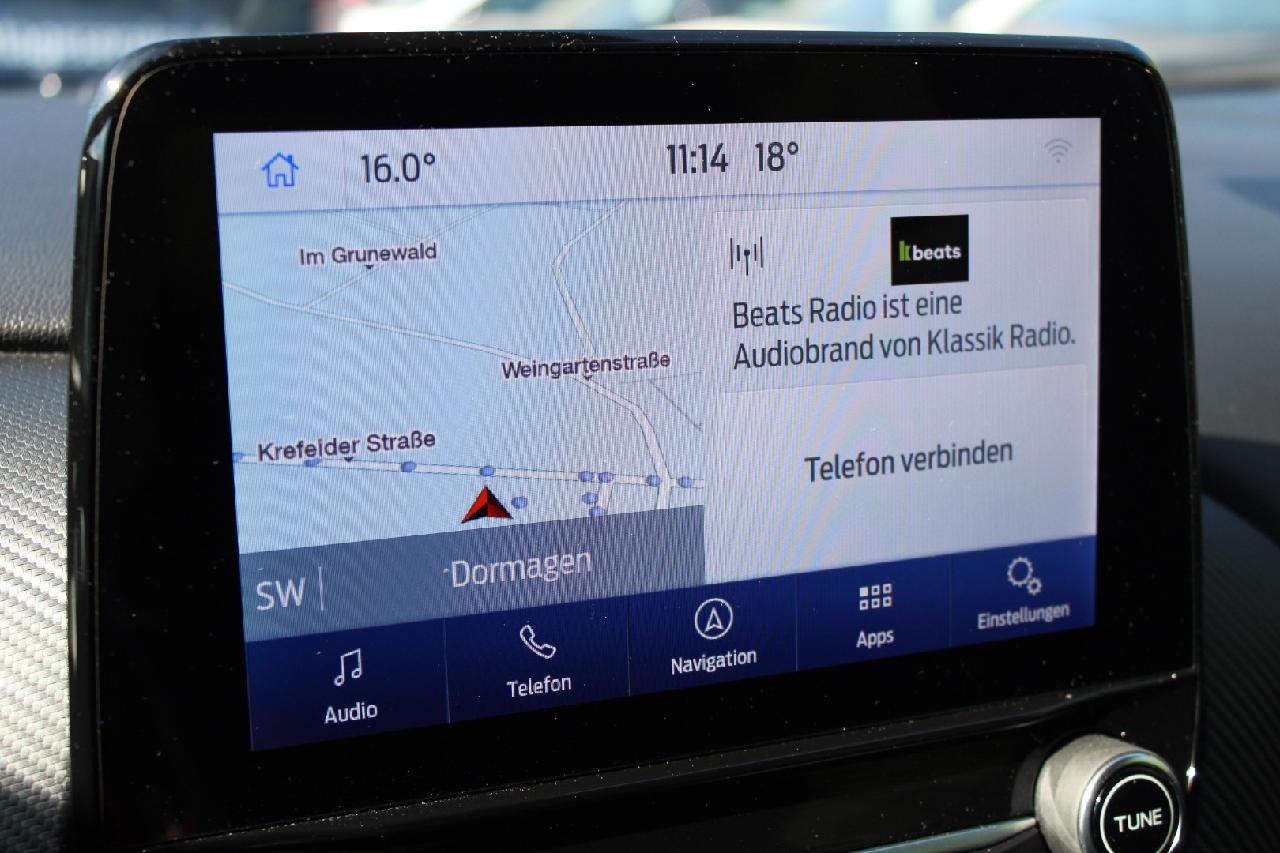 16.0° 11:14 18°
Im Grunewald
Weingartenstraße
Krefelder Straße
SW | Dormagen
beats
Beats Radio ist eine
Audiobrand von Klassik Radio.
Telefon verbinden
Audio
Telefon
Navigation
Apps
Einstellungen
TUNE